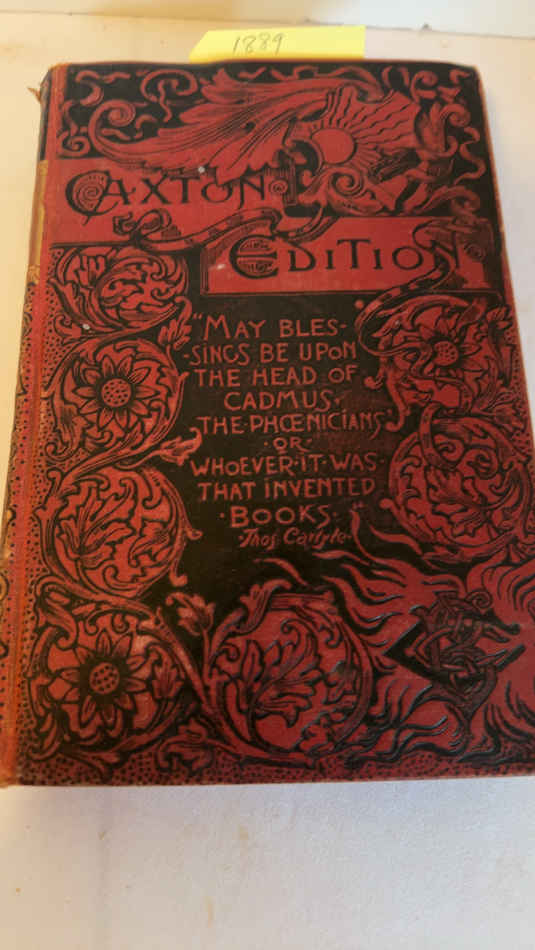 1889
CAXTON
EDITION
"MAY BLES-
-SINGS BE UPON
THE HEAD OF
CADMUS·
THE·PHŒNICIANS·
·OR·
WHOEVER·IT·WAS·
THAT INVENTED
·BOOKS·"
Thos. Carlyle